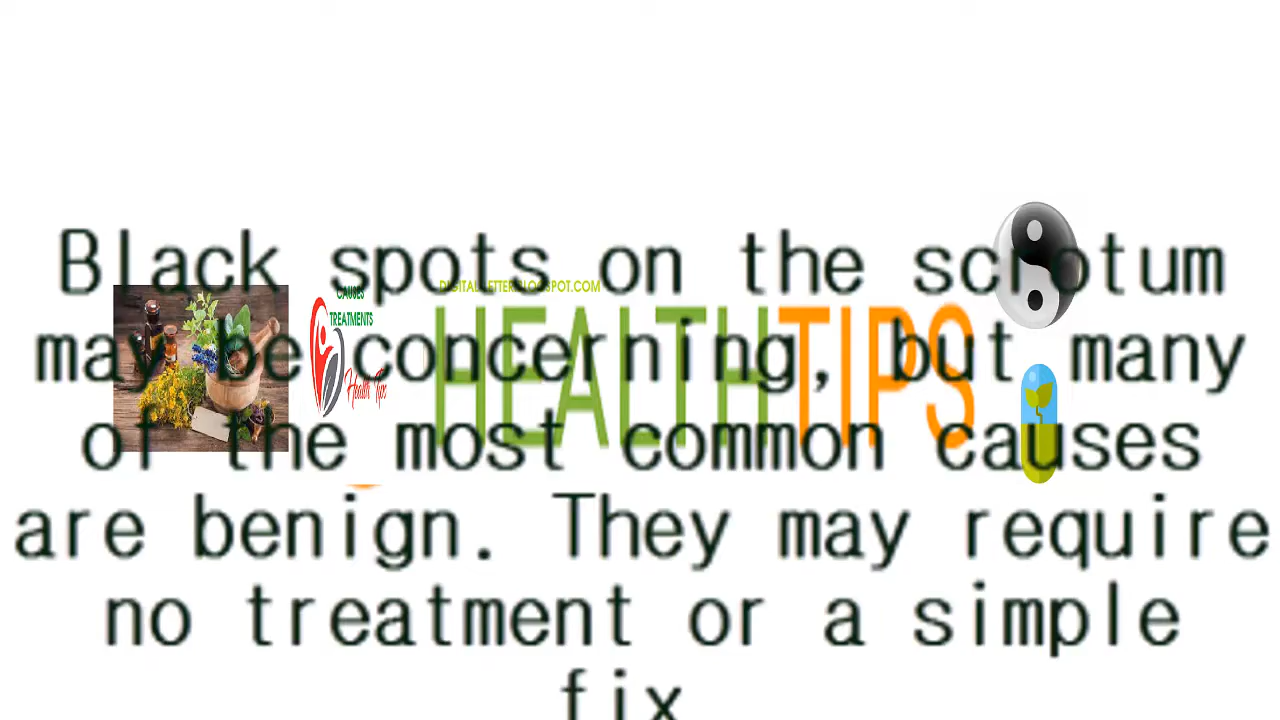 Black spots on the scrotum
may be concerning, but many
of the most common causes
are benign. They may require
no treatment or a simple
fix
DIGITALLETTER.BLOGSPOT.COM
CAUSES
TREATMENTS
Health Tips
HEALTHTIPS